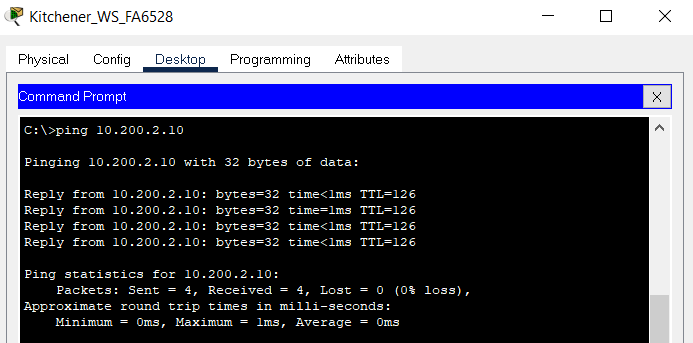 Kitchener_WS_FA6528
Physical Config Desktop Programming Attributes
Command Prompt X
C:\>ping 10.200.2.10
Pinging 10.200.2.10 with 32 bytes of data:
Reply from 10.200.2.10: bytes=32 time<1ms TTL=126
Reply from 10.200.2.10: bytes=32 time=1ms TTL=126
Reply from 10.200.2.10: bytes=32 time<1ms TTL=126
Reply from 10.200.2.10: bytes=32 time<1ms TTL=126
Ping statistics for 10.200.2.10:
Packets: Sent = 4, Received = 4, Lost = 0 (0% loss),
Approximate round trip times in milli-seconds:
Minimum = 0ms, Maximum = 1ms, Average = 0ms